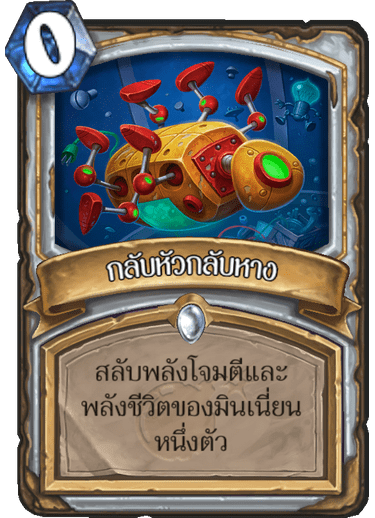 0
กลับหัวกลับหาง
สลับพลังโจมตีและ
พลังชีวิตของมินเนี่ยน
หนึ่งตัว